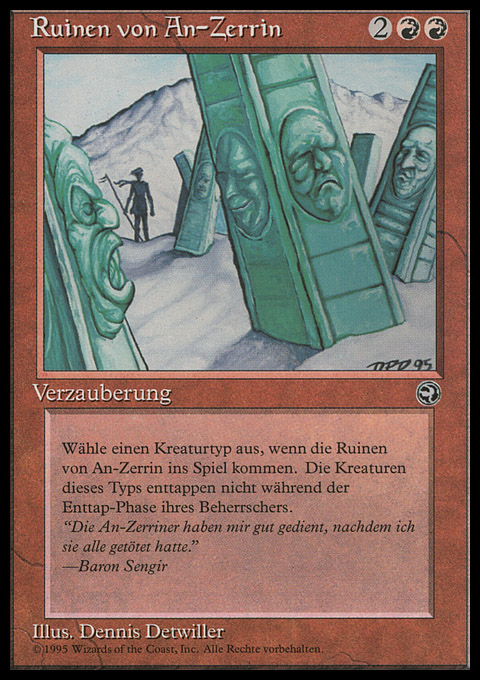 Ruinen von An-Zerrin
2
DPD 95
Verzauberung
Wähle einen Kreaturtyp aus, wenn die Ruinen
von An-Zerrin ins Spiel kommen. Die Kreaturen
dieses Typs enttappen nicht während der
Enttap-Phase ihres Beherrschers.
“Die An-Zerriner haben mir gut gedient, nachdem ich
sie alle getötet hatte.”
—Baron Sengir
Illus. Dennis Detwiller
©1995 Wizards of the Coast, Inc. Alle Rechte vorbehalten.